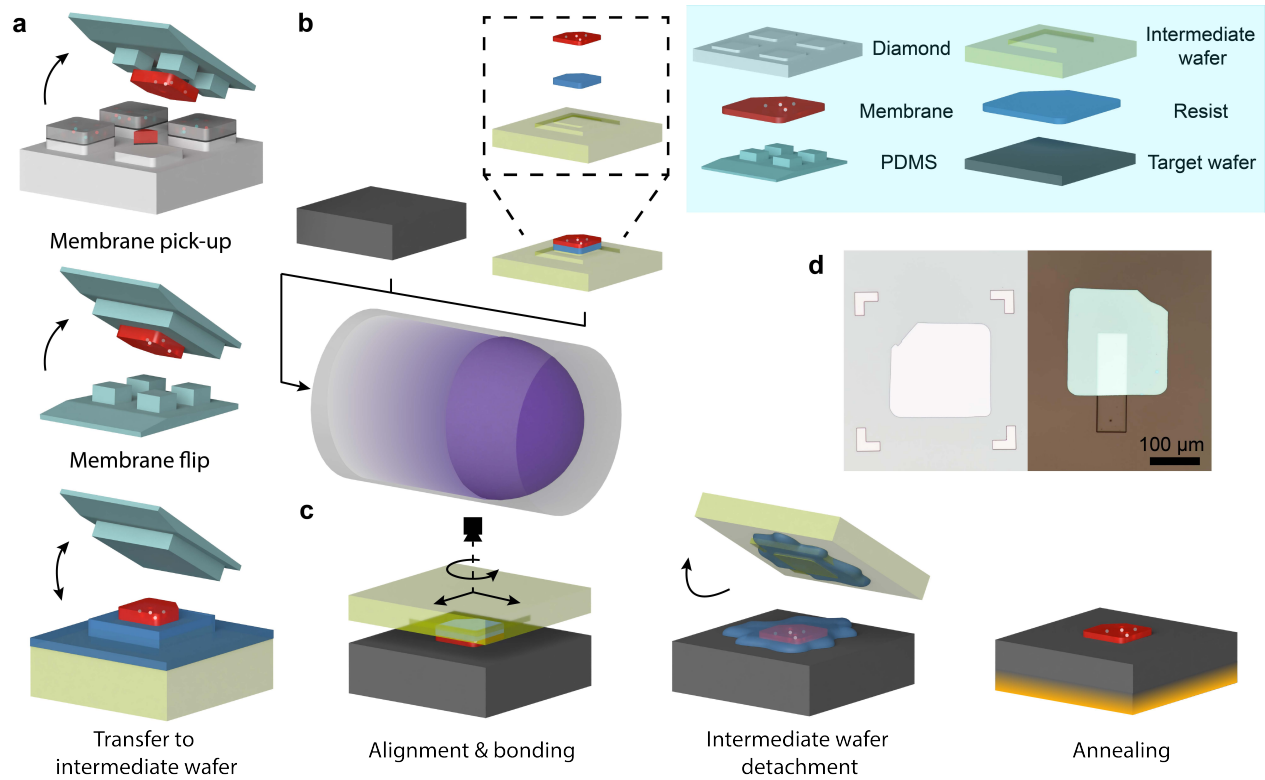 a
b
Diamond
Intermediate
wafer
Membrane
Resist
PDMS
Target wafer
Membrane pick-up
d
100 µm
Membrane flip
c
Transfer to
intermediate wafer
Alignment & bonding
Intermediate wafer
detachment
Annealing